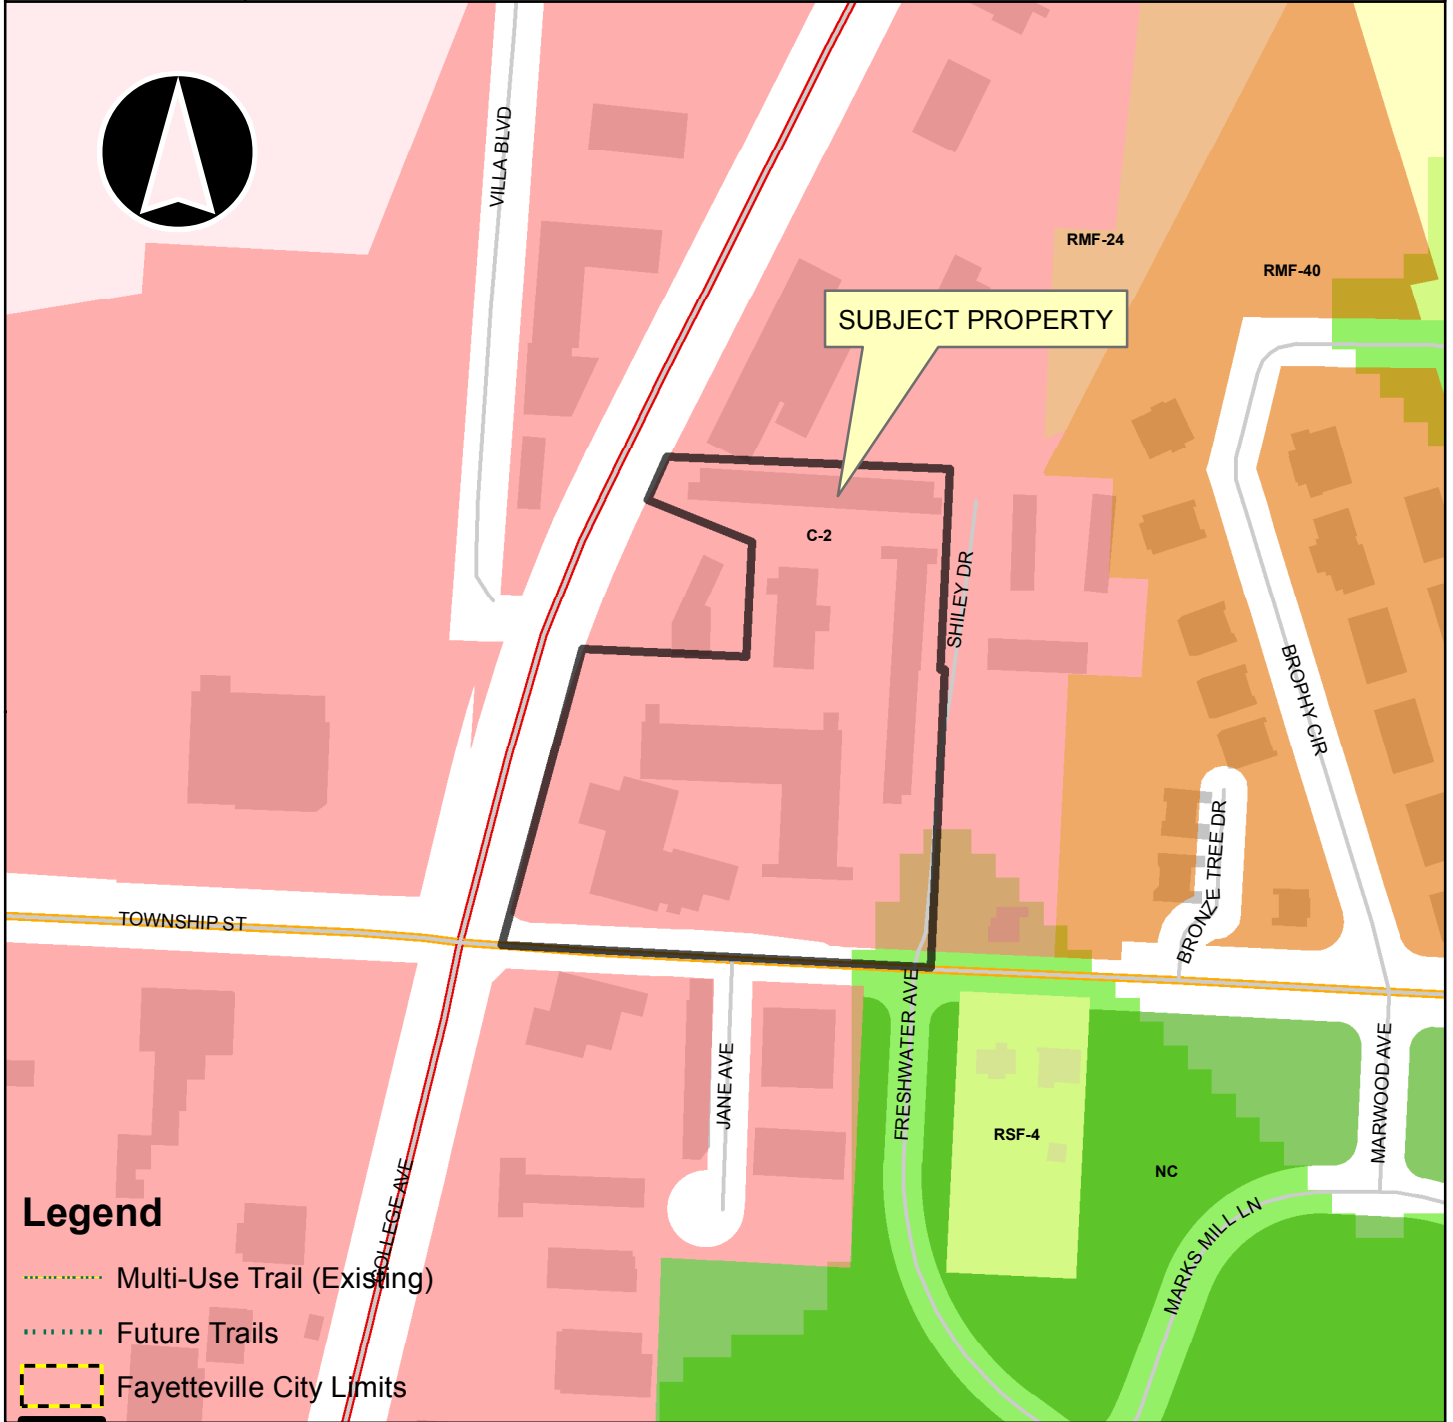 VILLA BLVD
RMF-24
RMF-40
SUBJECT PROPERTY
C-2
SHILEY DR
BROPHY CIR
BRONZE TREE DR
TOWNSHIP ST
FRESHWATER AVE
JANE AVE
MARWOOD AVE
RSF-4
NC
MARKS MILL LN
COLLEGE AVE
Legend
Multi-Use Trail (Existing)
Future Trails
Fayetteville City Limits